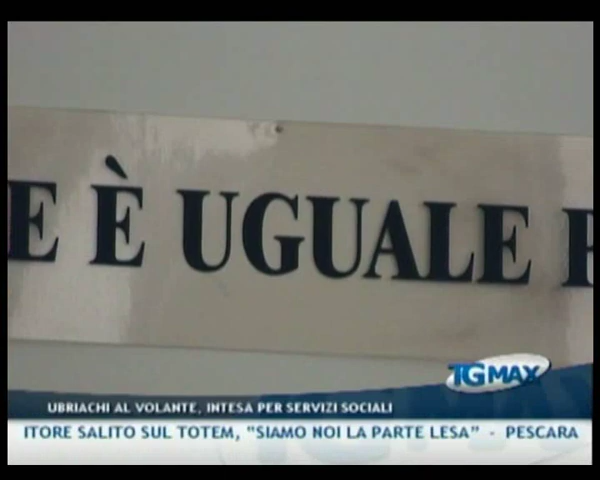 E È UGUALE P
TGMAX
UBRIACHI AL VOLANTE, INTESA PER SERVIZI SOCIALI
ITORE SALITO SUL TOTEM, "SIAMO NOI LA PARTE LESA" - PESCARA